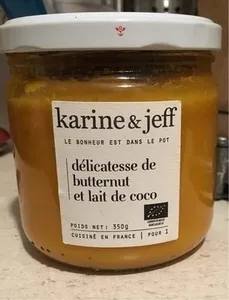 karine & jeff
LE BONHEUR EST DANS LE POT
délicatesse de
butternut
et lait de coco
POIDS NET: 350g
CUISINÉ EN FRANCE | POUR 1